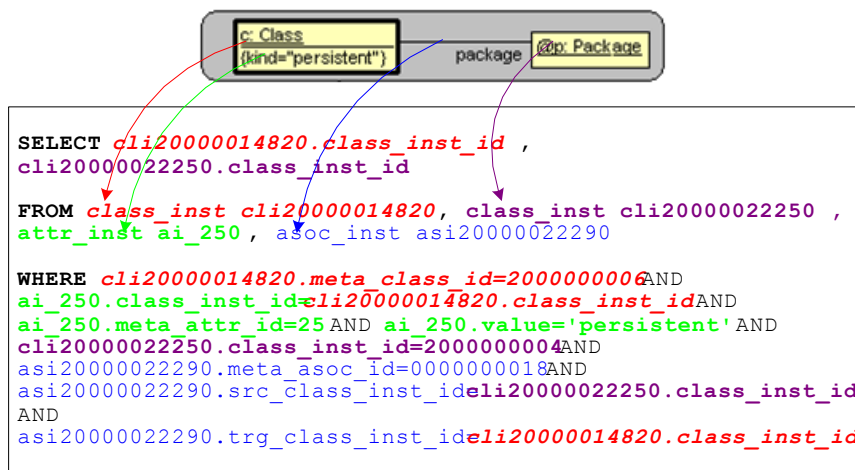 c: Class
{kind="persistent"}
package
@p: Package
SELECT cli20000014820.class_inst_id ,
cli20000022250.class_inst_id
FROM class_inst cli20000014820, class_inst cli20000022250 ,
attr_inst ai_250 , asoc_inst asi20000022290
WHERE cli20000014820.meta_class_id=2000000006AND
ai_250.class_inst_id=cli20000014820.class_inst_idAND
ai_250.meta_attr_id=25 AND ai_250.value='persistent' AND
cli20000022250.class_inst_id=2000000004AND
asi20000022290.meta_asoc_id=0000000018AND
asi20000022290.src_class_inst_id=cli20000022250.class_inst_id
AND
asi20000022290.trg_class_inst_id=cli20000014820.class_inst_id